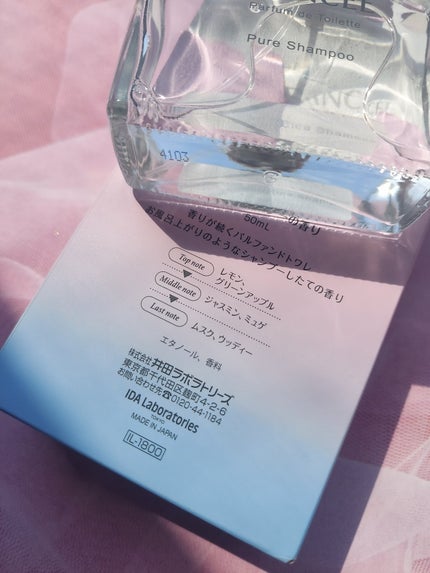 Parfum de Toilette
Pure Shampoo
4103
50mL
の香り
香りが続くパルファンドトワレ
お風呂上がりのようなシャンプーしたての香り
Top note
レモン、
グリーンアップル
Middle note
ジャスミン、ミュゲ
Last note
ムスク、ウッディー
エタノール、香料
株式会社 井田ラボラトリーズ
東京都千代田区麹町4-2-6
お問い合わせ先☎0120-44-1184
IDA Laboratories
TOKYO
MADE IN JAPAN
IL-1800